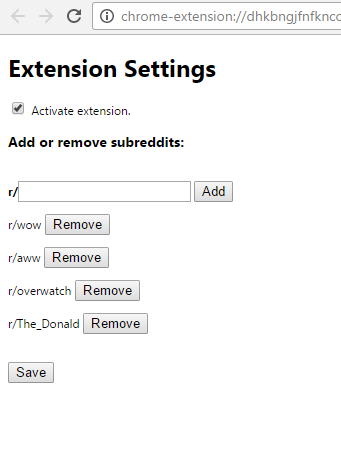 chrome-extension://dhkbngjfnfknco
Extension Settings
Activate extension.
Add or remove subreddits:
r/ Add
r/wow Remove
r/aww Remove
r/overwatch Remove
r/The_Donald Remove
Save